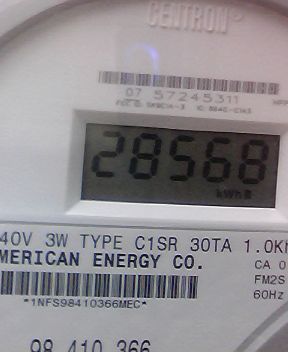 CENTRON®
07 57245311
28568
kWh
40V 3W TYPE C1SR 30TA 1.0Kh
MERICAN ENERGY CO.
CA 0
FM2S
60Hz
*1NFS98410366MEC*
98 410 366